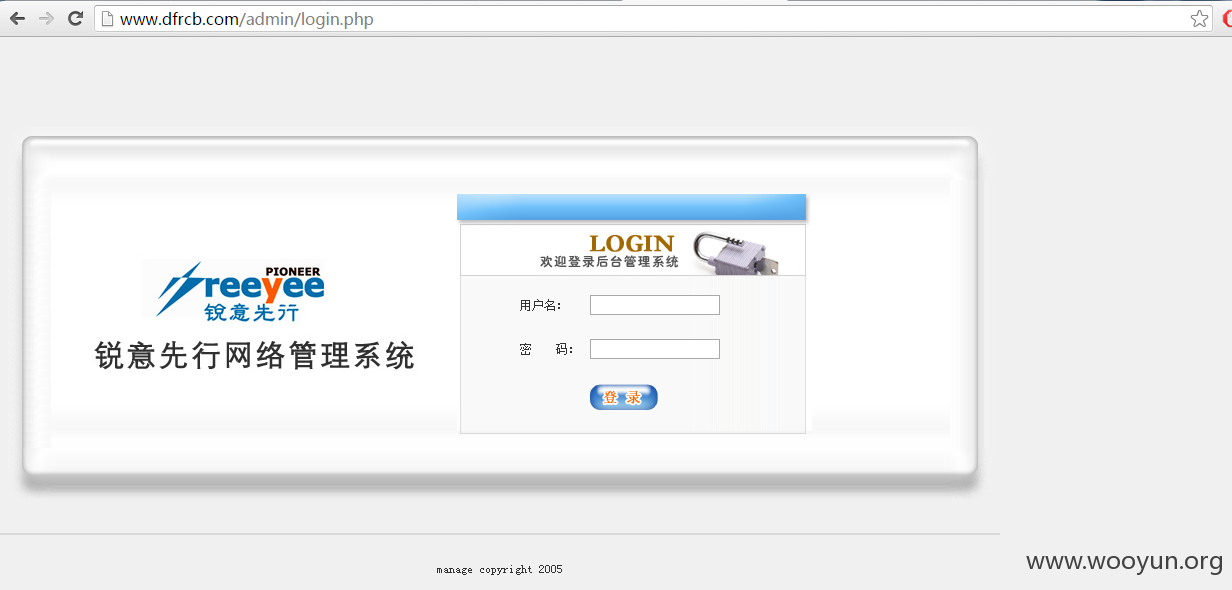 www.dfrcb.com/admin/login.php
LOGIN
欢迎登录后台管理系统
PIONEER
freeyee
锐意先行
锐意先行网络管理系统
用户名:
密 码:
登 录
manage copyright 2005
www.wooyun.org